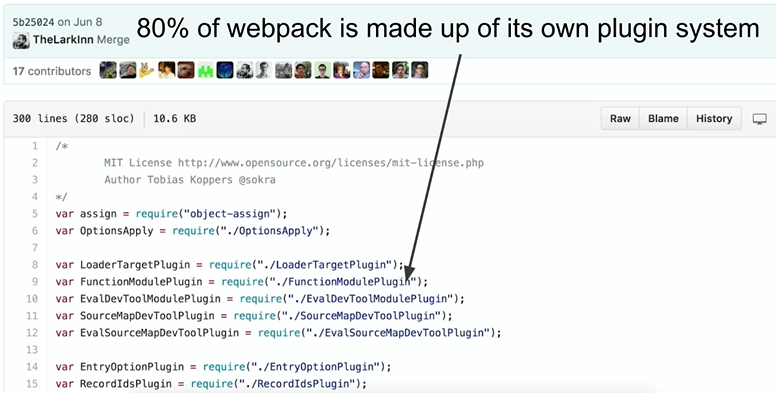 80% of webpack is made up of its own plugin system
5b25024 on Jun 8
TheLarkInn Merge
17 contributors
300 lines (280 sloc) 10.6 KB Raw Blame History
1 /*
2 MIT License http://www.opensource.org/licenses/mit-license.php
3 Author Tobias Koppers @sokra
4 */
5 var assign = require("object-assign");
6 var OptionsApply = require("./OptionsApply");
7
8 var LoaderTargetPlugin = require("./LoaderTargetPlugin");
9 var FunctionModulePlugin = require("./FunctionModulePlugin");
10 var EvalDevToolModulePlugin = require("./EvalDevToolModulePlugin");
11 var SourceMapDevToolPlugin = require("./SourceMapDevToolPlugin");
12 var EvalSourceMapDevToolPlugin = require("./EvalSourceMapDevToolPlugin");
13
14 var EntryOptionPlugin = require("./EntryOptionPlugin");
15 var RecordIdsPlugin = require("./RecordIdsPlugin");